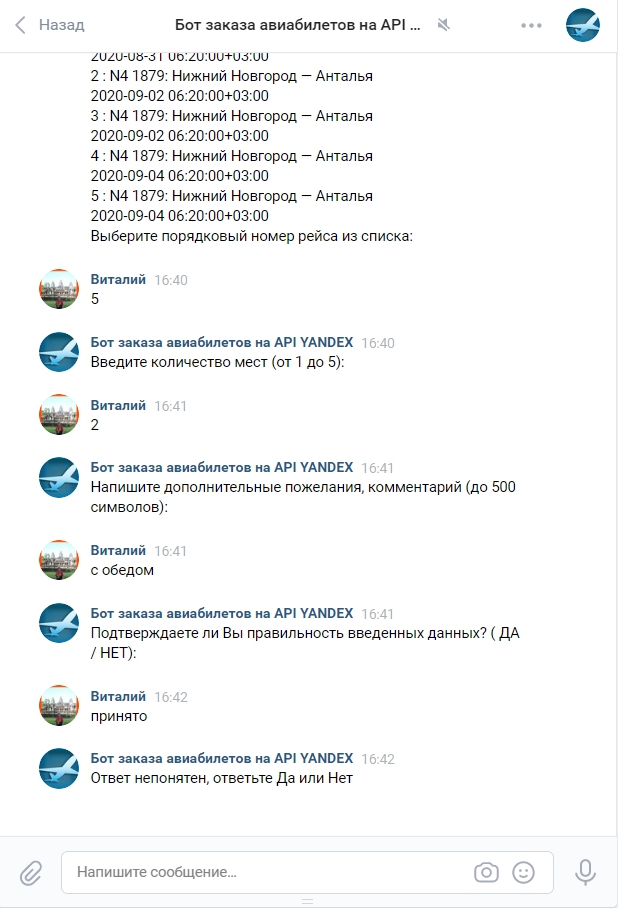 Назад
Бот заказа авиабилетов на API ...
2020-08-31 06:20:00+03:00
2 : N4 1879: Нижний Новгород — Анталья
2020-09-02 06:20:00+03:00
3 : N4 1879: Нижний Новгород — Анталья
2020-09-02 06:20:00+03:00
4 : N4 1879: Нижний Новгород — Анталья
2020-09-04 06:20:00+03:00
5 : N4 1879: Нижний Новгород — Анталья
2020-09-04 06:20:00+03:00
Выберите порядковый номер рейса из списка:
Виталий 16:40
5
Бот заказа авиабилетов на API YANDEX 16:40
Введите количество мест (от 1 до 5):
Виталий 16:41
2
Бот заказа авиабилетов на API YANDEX 16:41
Напишите дополнительные пожелания, комментарий (до 500
символов):
Виталий 16:41
с обедом
Бот заказа авиабилетов на API YANDEX 16:41
Подтверждаете ли Вы правильность введенных данных? ( ДА
/ НЕТ):
Виталий 16:42
принято
Бот заказа авиабилетов на API YANDEX 16:42
Ответ непонятен, ответьте Да или Нет
Напишите сообщение...